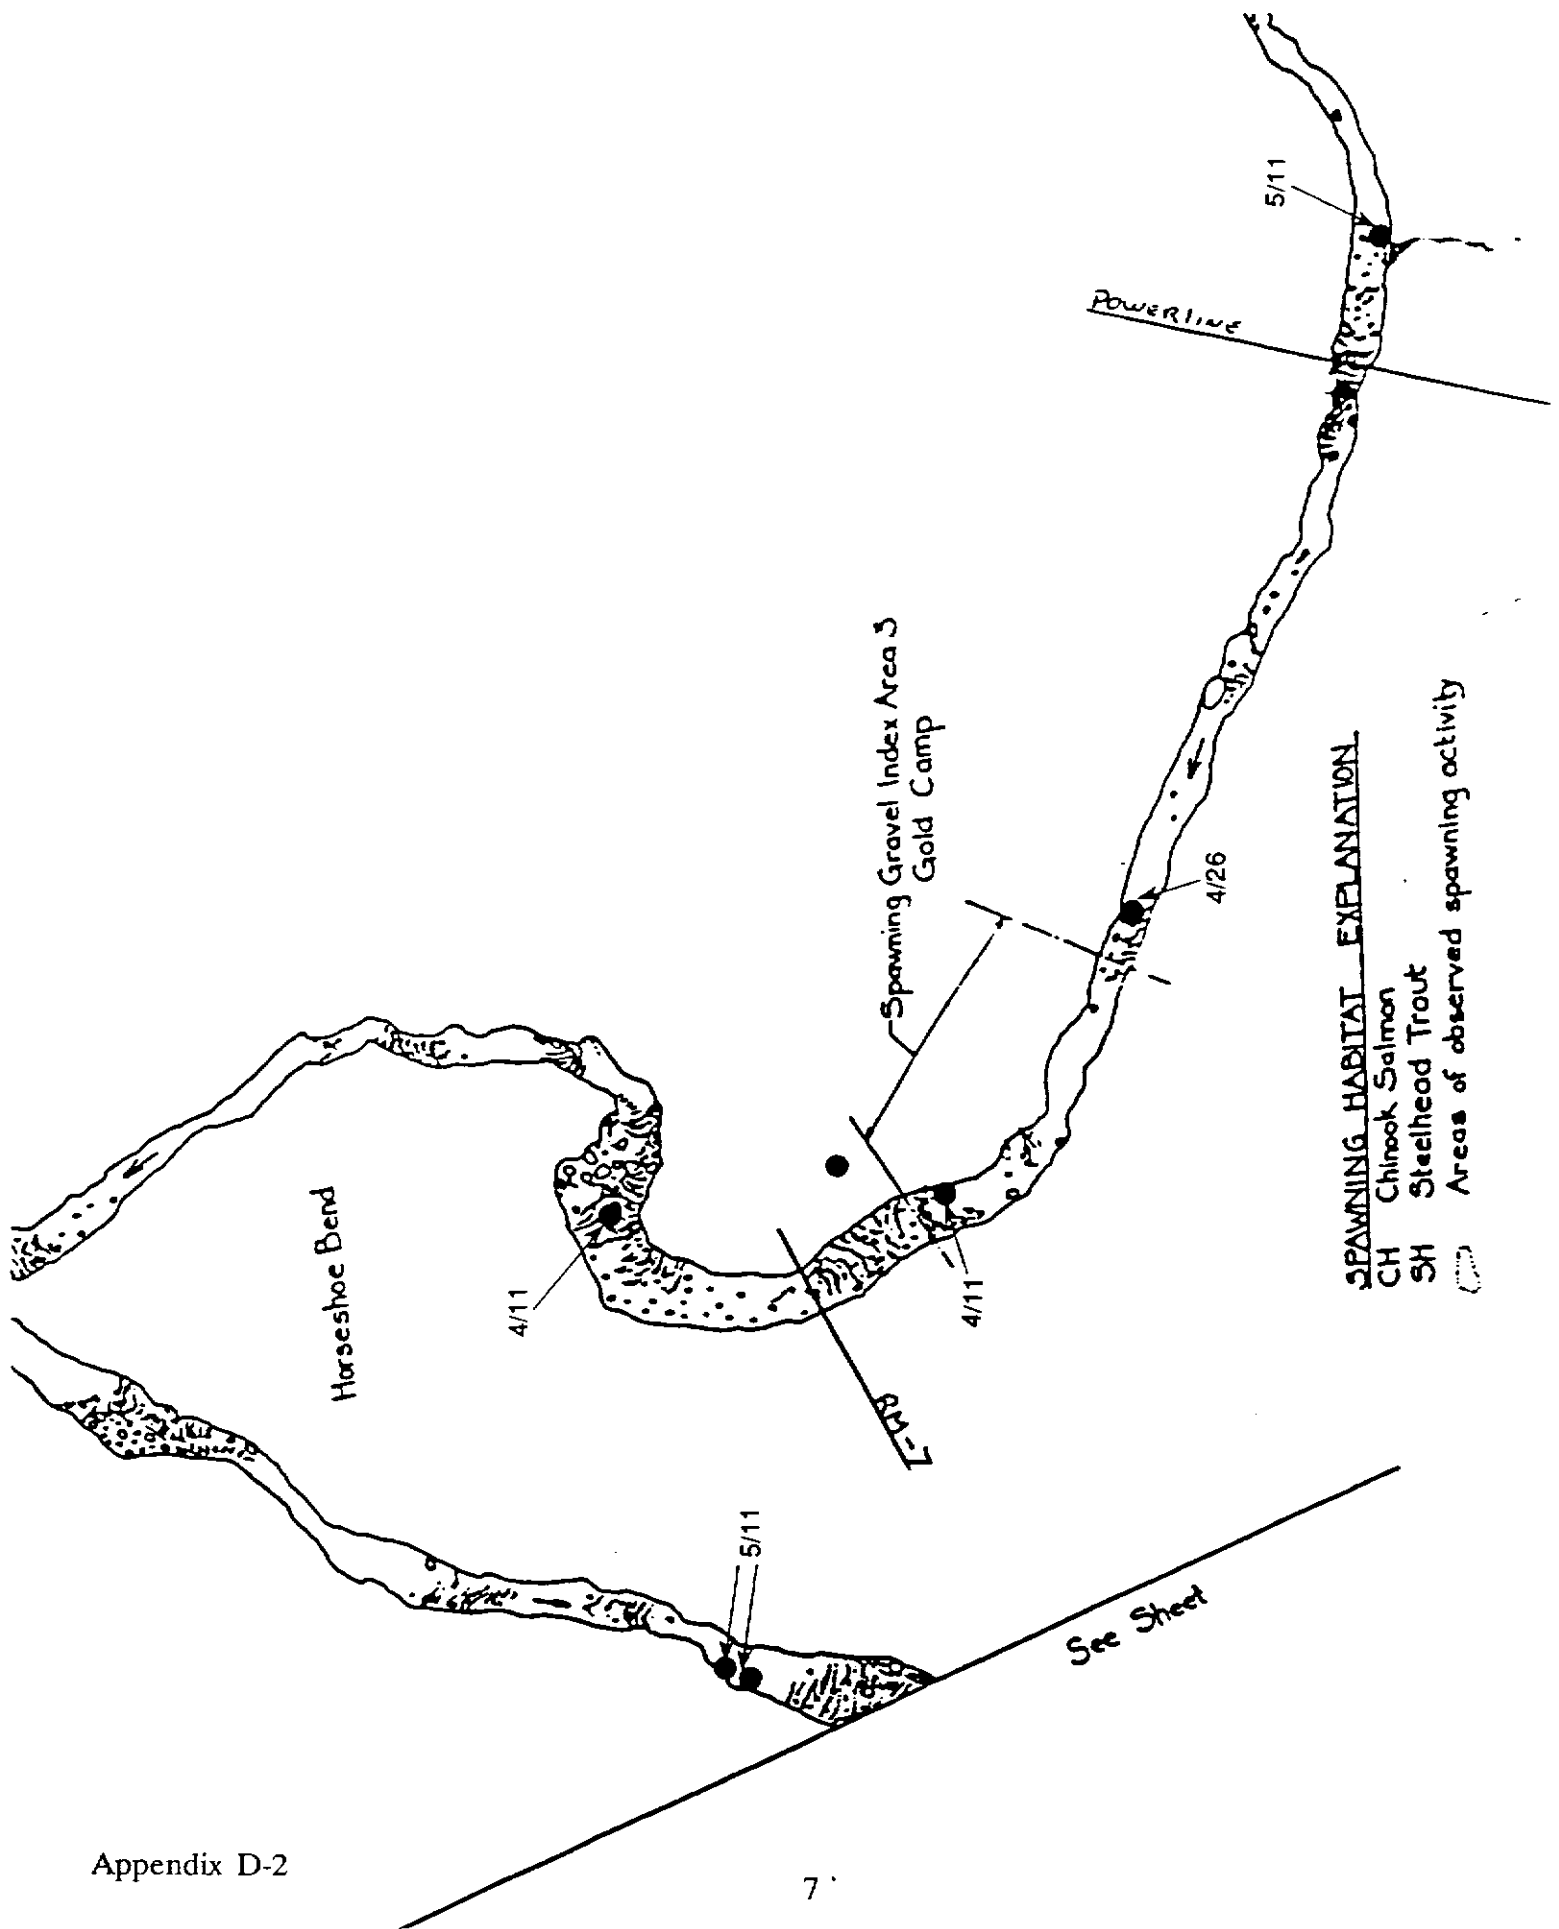 5/11
POWERLINE
Spawning Gravel Index Area 3
Gold Camp
4/26
Horseshoe Bend
4/11
4/11
RM-7
5/11
See Sheet
SPAWNING HABITAT EXPLANATION
CH Chinook Salmon
SH Steelhead Trout
Areas of observed spawning activity
Appendix D-2
7